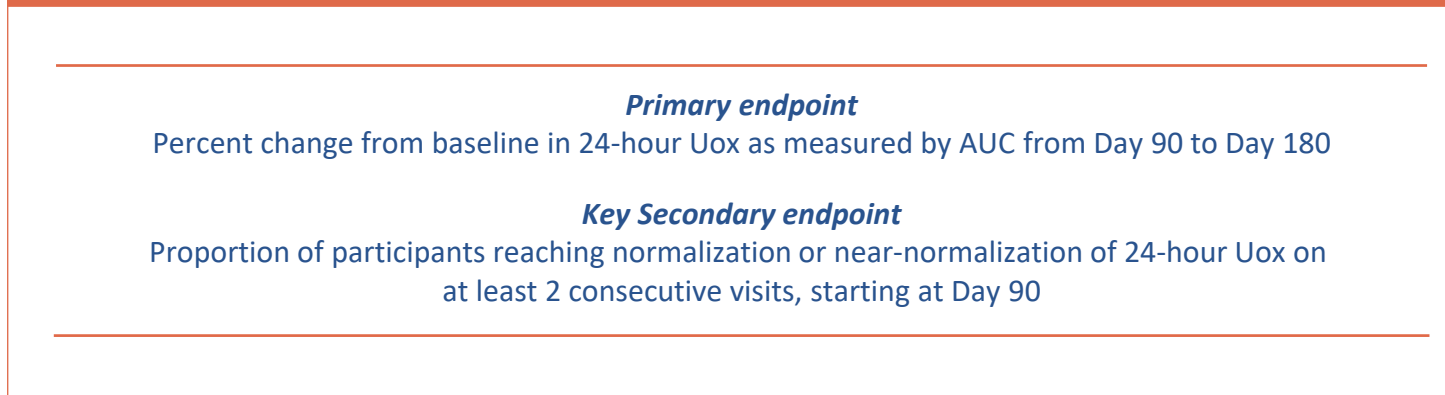 Primary endpoint
Percent change from baseline in 24-hour Uox as measured by AUC from Day 90 to Day 180
Key Secondary endpoint
Proportion of participants reaching normalization or near-normalization of 24-hour Uox on
at least 2 consecutive visits, starting at Day 90